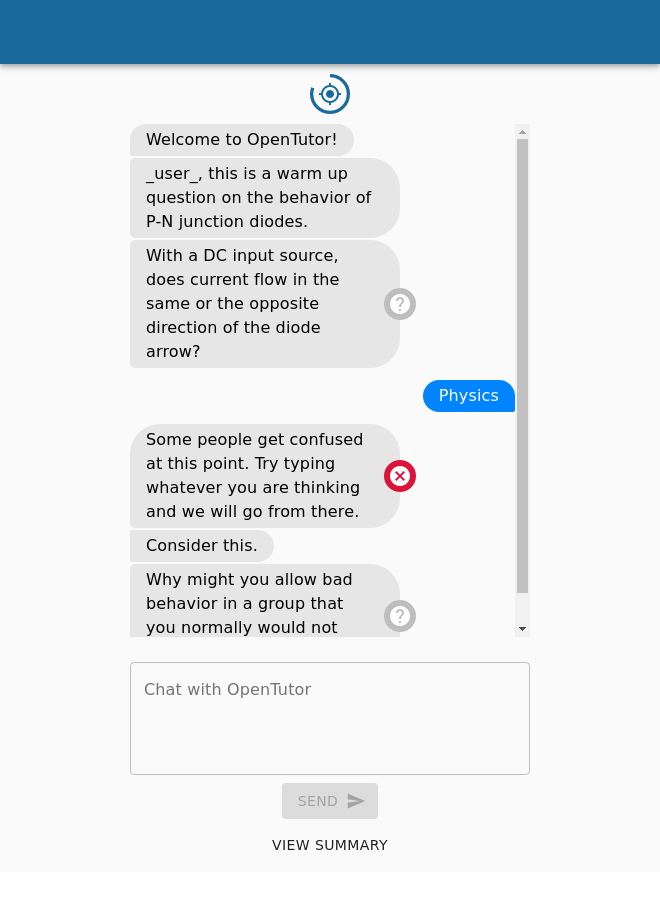 Welcome to OpenTutor!
_user_, this is a warm up
question on the behavior of
P-N junction diodes.
With a DC input source,
does current flow in the
same or the opposite
direction of the diode
arrow?
Physics
Some people get confused
at this point. Try typing
whatever you are thinking
and we will go from there.
Consider this.
Why might you allow bad
behavior in a group that
you normally would not
Chat with OpenTutor
SEND
VIEW SUMMARY